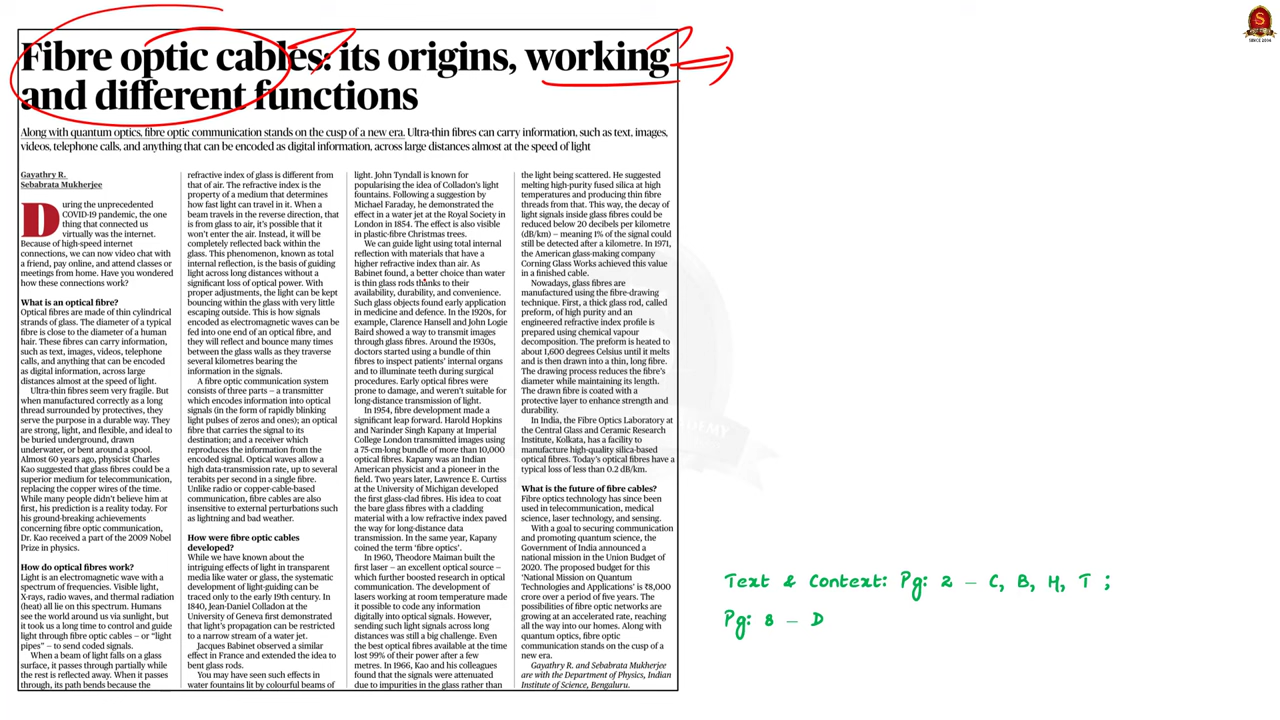 Fibre optic cables: its origins, working
and different functions
Along with quantum optics, fibre optic communication stands on the cusp of a new era. Ultra-thin fibres can carry information, such as text, images,
videos, telephone calls, and anything that can be encoded as digital information, across large distances almost at the speed of light
Gayathry R.
Sebabrata Mukherjee
During the unprecedented
COVID-19 pandemic, the one
thing that connected us
virtually was the internet.
Because of high-speed internet
connections, we can now video chat with
a friend, pay online, and attend classes or
meetings from home. Have you wondered
how these connections work?
What is an optical fibre?
Optical fibres are made of thin cylindrical
strands of glass. The diameter of a typical
fibre is close to the diameter of a human
hair. These fibres can carry information,
such as text, images, videos, telephone
calls, and anything that can be encoded
as digital information, across large
distances almost at the speed of light.
Ultra-thin fibres seem very fragile. But
when manufactured correctly as a long
thread surrounded by protectives, they
serve the purpose in a durable way. They
are strong, light, and flexible, and ideal to
be buried underground, drawn
underwater, or bent around a spool.
Almost 60 years ago, physicist Charles
Kao suggested that glass fibres could be a
superior medium for telecommunication,
replacing the copper wires of the time.
While many people didn't believe him at
first, his prediction is a reality today. For
his ground-breaking achievements
concerning fibre optic communication,
Dr. Kao received a part of the 2009 Nobel
Prize in physics.
How do optical fibres work?
Light is an electromagnetic wave with a
spectrum of frequencies. Visible light,
X-rays, radio waves, and thermal radiation
(heat) all lie on this spectrum. Humans
see the world around us via sunlight, but
it took us a long time to control and guide
light through fibre optic cables – or "light
pipes" – to send coded signals.
When a beam of light falls on a glass
surface, it passes through partially while
the rest is reflected away. When it passes
through, its path bends because the
refractive index of glass is different from
that of air. The refractive index is the
property of a medium that determines
how fast light can travel in it. When a
beam travels in the reverse direction, that
is from glass to air, it's possible that it
won't enter the air. Instead, it will be
completely reflected back within the
glass. This phenomenon, known as total
internal reflection, is the basis of guiding
light across long distances without a
significant loss of optical power. With
proper adjustments, the light can be kept
bouncing within the glass with very little
escaping outside. This is how signals
encoded as electromagnetic waves can be
fed into one end of an optical fibre, and
they will reflect and bounce many times
between the glass walls as they traverse
several kilometres bearing the
information in the signals.
A fibre optic communication system
consists of three parts – a transmitter
which encodes information into optical
signals (in the form of rapidly blinking
light pulses of zeros and ones); an optical
fibre that carries the signal to its
destination; and a receiver which
reproduces the information from the
encoded signal. Optical waves allow a
high data-transmission rate, up to several
terabits per second in a single fibre.
Unlike radio or copper-cable-based
communication, fibre cables are also
insensitive to external perturbations such
as lightning and bad weather.
How were fibre optic cables
developed?
While we have known about the
intriguing effects of light in transparent
media like water or glass, the systematic
development of light-guiding can be
traced only to the early 19th century. In
1840, Jean-Daniel Colladon at the
University of Geneva first demonstrated
that light's propagation can be restricted
to a narrow stream of a water jet.
Jacques Babinet observed a similar
effect in France and extended the idea to
bent glass rods.
You may have seen such effects in
water fountains lit by colourful beams of
light. John Tyndall is known for
popularising the idea of Colladon's light
fountains. Following a suggestion by
Michael Faraday, he demonstrated the
effect in a water jet at the Royal Society in
London in 1854. The effect is also visible
in plastic-fibre Christmas trees.
We can guide light using total internal
reflection with materials that have a
higher refractive index than air. As
Babinet found, a better choice than water
is thin glass rods thanks to their
availability, durability, and convenience.
Such glass objects found early application
in medicine and defence. In the 1920s, for
example, Clarence Hansell and John Logie
Baird showed a way to transmit images
through glass fibres. Around the 1930s,
doctors started using a bundle of thin
fibres to inspect patients' internal organs
and to illuminate teeth during surgical
procedures. Early optical fibres were
prone to damage, and weren't suitable for
long-distance transmission of light.
In 1954, fibre development made a
significant leap forward. Harold Hopkins
and Narinder Singh Kapany at Imperial
College London transmitted images using
a 75-cm-long bundle of more than 10,000
optical fibres. Kapany was an Indian
American physicist and a pioneer in the
field. Two years later, Lawrence E. Curtiss
at the University of Michigan developed
the first glass-clad fibres. His idea to coat
the bare glass fibres with a cladding
material with a low refractive index paved
the way for long-distance data
transmission. In the same year, Kapany
coined the term 'fibre optics'.
In 1960, Theodore Maiman built the
first laser – an excellent optical source –
which further boosted research in optical
communication. The development of
lasers working at room temperature made
it possible to code any information
digitally into optical signals. However,
sending such light signals across long
distances was still a big challenge. Even
the best optical fibres available at the time
lost 99% of their power after a few
metres. In 1966, Kao and his colleagues
found that the signals were attenuated
due to impurities in the glass rather than
the light being scattered. He suggested
melting high-purity fused silica at high
temperatures and producing thin fibre
threads from that. This way, the decay of
light signals inside glass fibres could be
reduced below 20 decibels per kilometre
(dB/km) – meaning 1% of the signal could
still be detected after a kilometre. In 1971,
the American glass-making company
Corning Glass Works achieved this value
in a finished cable.
Nowadays, glass fibres are
manufactured using the fibre-drawing
technique. First, a thick glass rod, called
preform, of high purity and an
engineered refractive index profile is
prepared using chemical vapour
decomposition. The preform is heated to
about 1,600 degrees Celsius until it melts
and is then drawn into a thin, long fibre.
The drawing process reduces the fibre's
diameter while maintaining its length.
The drawn fibre is coated with a
protective layer to enhance strength and
durability.
In India, the Fibre Optics Laboratory at
the Central Glass and Ceramic Research
Institute, Kolkata, has a facility to
manufacture high-quality silica-based
optical fibres. Today's optical fibres have a
typical loss of less than 0.2 dB/km.
What is the future of fibre cables?
Fibre optics technology has since been
used in telecommunication, medical
science, laser technology, and sensing.
With a goal to securing communication
and promoting quantum science, the
Government of India announced a
national mission in the Union Budget of
2020. The proposed budget for this
'National Mission on Quantum
Technologies and Applications' is ₹8,000
crore over a period of five years. The
possibilities of fibre optic networks are
growing at an accelerated rate, reaching
all the way into our homes. Along with
quantum optics, fibre optic
communication stands on the cusp of a
new era.
Gayathry R. and Sebabrata Mukherjee
are with the Department of Physics, Indian
Institute of Science, Bengaluru.
Text & Context: Pg: 2 – C, B, H, T ;
Pg: 8 – D
S
SINCE 2004